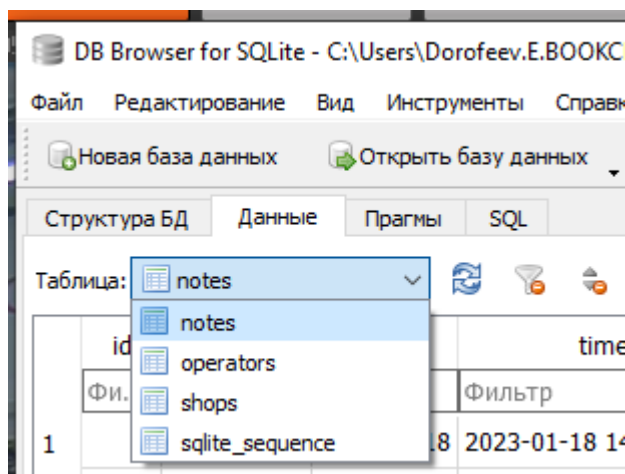 DB Browser for SQLite - C:\Users\Dorofeev.E.BOOKC
Файл Редактирование Вид Инструменты Справк
Новая база данных Открыть базу данных
Структура БД Данные Прагмы SQL
Таблица: notes
notes
operators
shops
sqlite_sequence
id time
Фи... Фильтр
1 18 2023-01-18 14